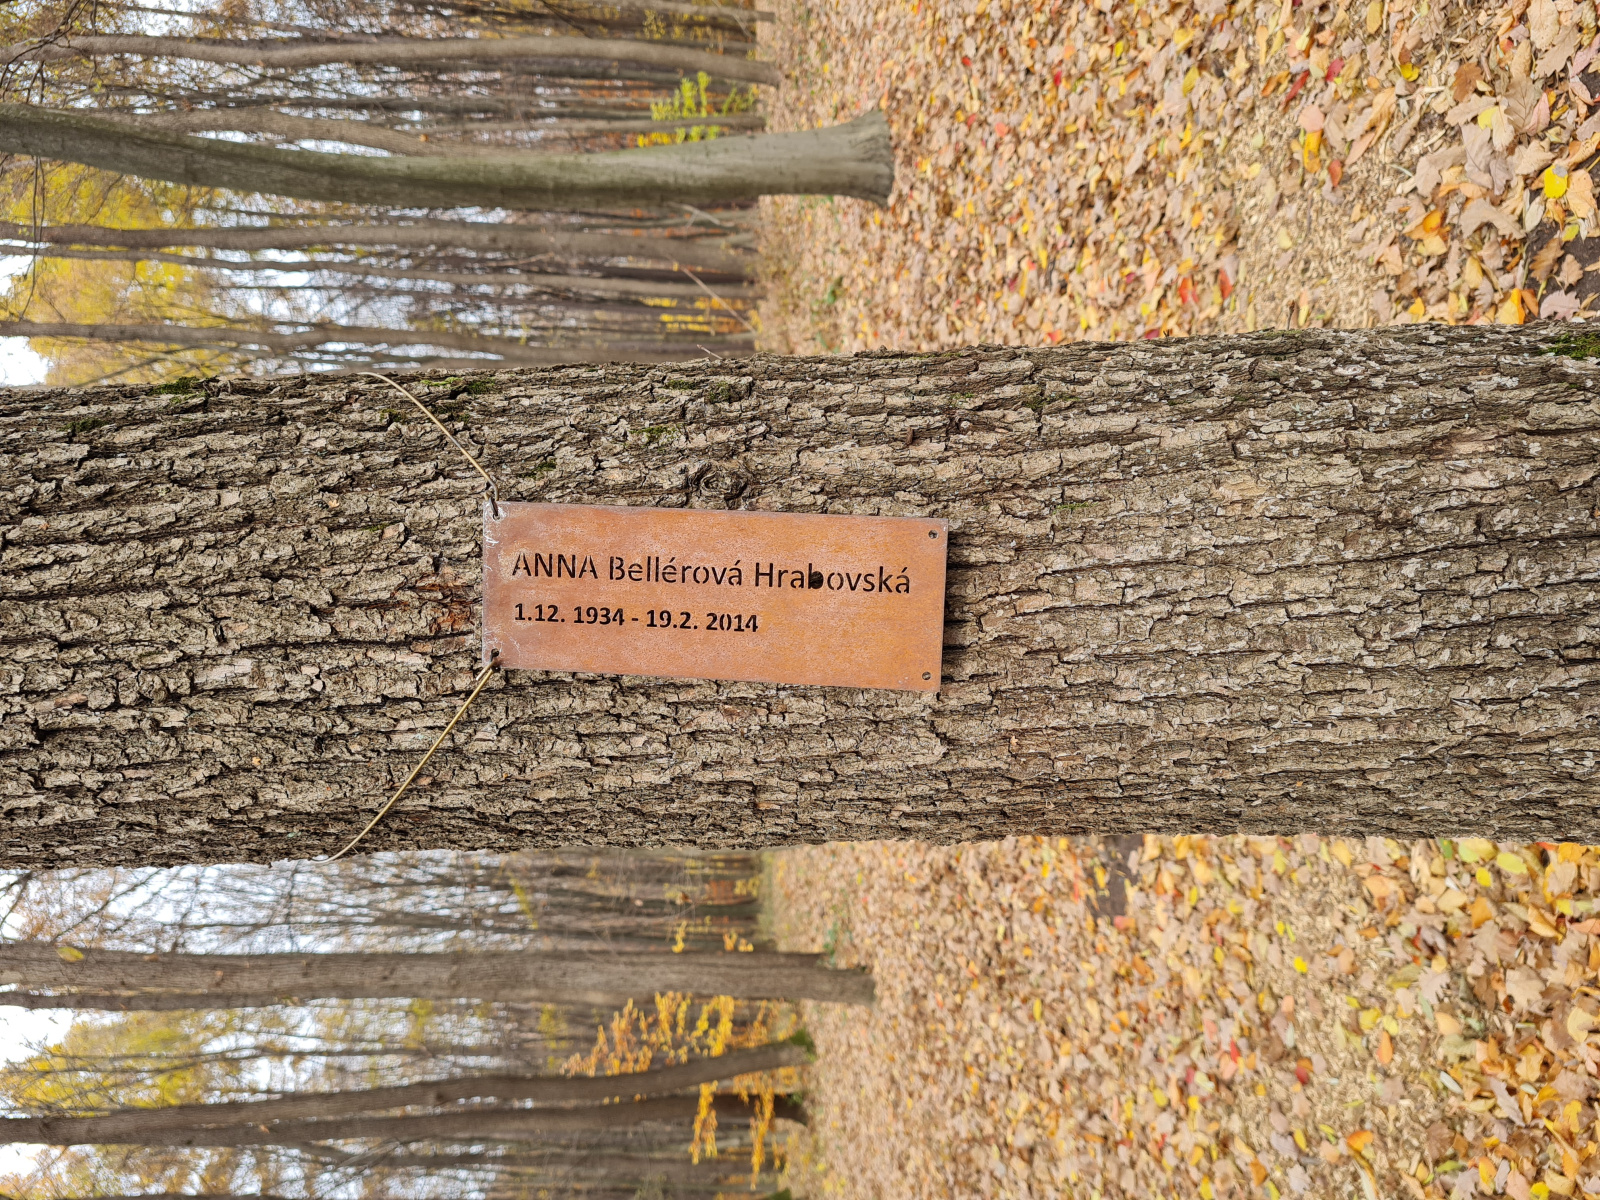 ANNA Bellérová Hrabovská
1.12. 1934 - 19.2. 2014